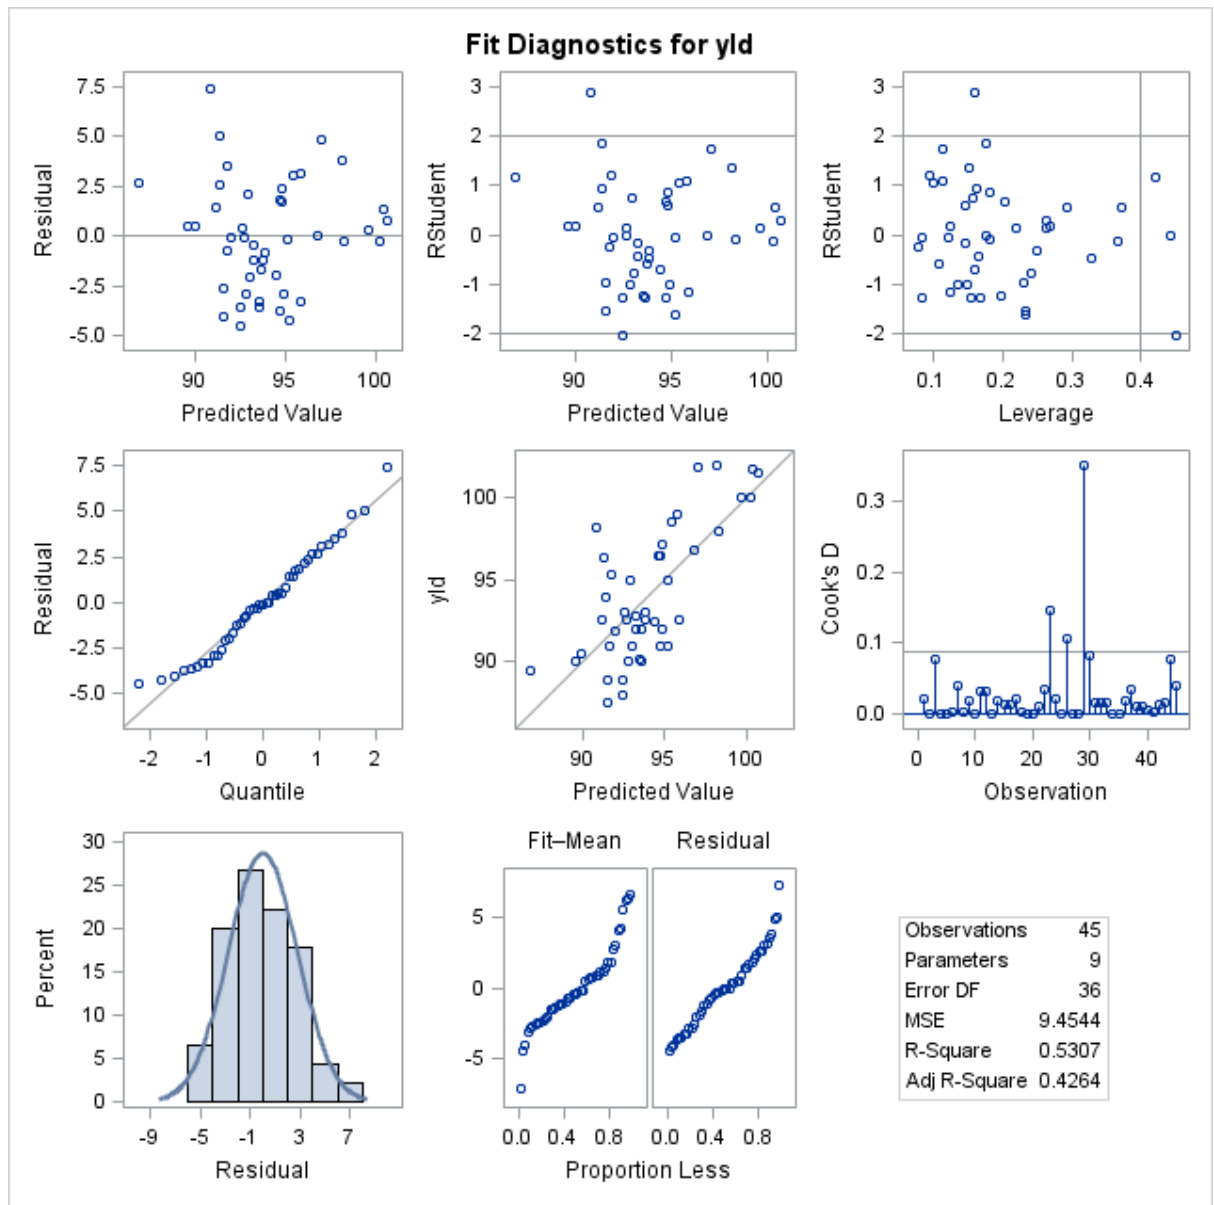 Fit Diagnostics for yld
7.5
5.0
2.5
0.0
-2.5
-5.0
Residual
90 95 100
Predicted Value
3
2
1
0
-1
-2
RStudent
90 95 100
Predicted Value
3
2
1
0
-1
-2
RStudent
0.1 0.2 0.3 0.4
Leverage
7.5
5.0
2.5
0.0
-2.5
-5.0
Residual
-2 -1 0 1 2
Quantile
100
95
90
yld
90 95 100
Predicted Value
0.3
0.2
0.1
0.0
Cook's D
0 10 20 30 40
Observation
30
25
20
15
10
5
0
Percent
-9 -5 -1 3 7
Residual
Fit–Mean Residual
5
0
-5
0.0 0.4 0.8 0.0 0.4 0.8
Proportion Less
Observations 45
Parameters 9
Error DF 36
MSE 9.4544
R-Square 0.5307
Adj R-Square 0.4264